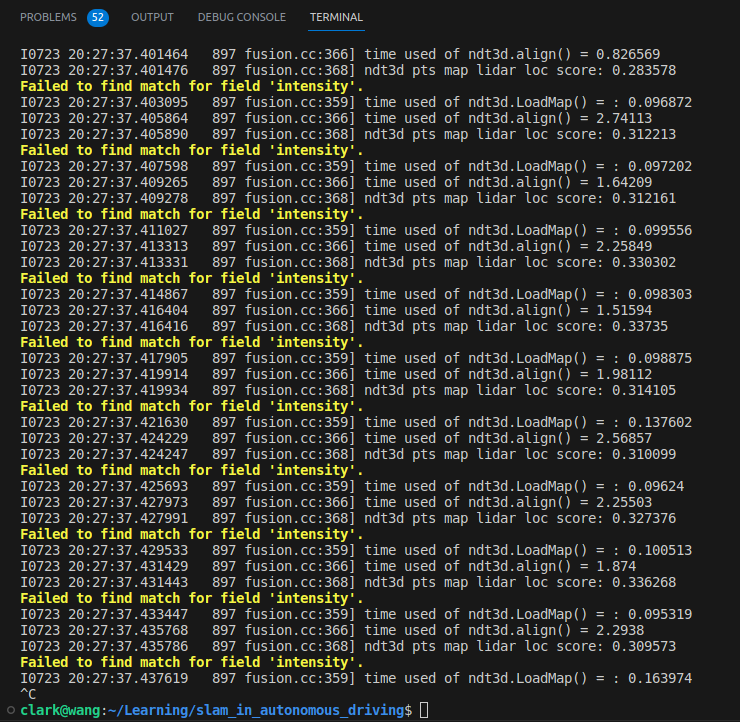 PROBLEMS 52 OUTPUT DEBUG CONSOLE TERMINAL
I0723 20:27:37.401464   897 fusion.cc:366] time used of ndt3d.align() = 0.826569
I0723 20:27:37.401476   897 fusion.cc:368] ndt3d pts map lidar loc score: 0.283578
Failed to find match for field 'intensity'.
I0723 20:27:37.403095   897 fusion.cc:359] time used of ndt3d.LoadMap() = : 0.096872
I0723 20:27:37.405864   897 fusion.cc:366] time used of ndt3d.align() = 2.74113
I0723 20:27:37.405890   897 fusion.cc:368] ndt3d pts map lidar loc score: 0.312213
Failed to find match for field 'intensity'.
I0723 20:27:37.407598   897 fusion.cc:359] time used of ndt3d.LoadMap() = : 0.097202
I0723 20:27:37.409265   897 fusion.cc:366] time used of ndt3d.align() = 1.64209
I0723 20:27:37.409278   897 fusion.cc:368] ndt3d pts map lidar loc score: 0.312161
Failed to find match for field 'intensity'.
I0723 20:27:37.411027   897 fusion.cc:359] time used of ndt3d.LoadMap() = : 0.099556
I0723 20:27:37.413313   897 fusion.cc:366] time used of ndt3d.align() = 2.25849
I0723 20:27:37.413331   897 fusion.cc:368] ndt3d pts map lidar loc score: 0.330302
Failed to find match for field 'intensity'.
I0723 20:27:37.414867   897 fusion.cc:359] time used of ndt3d.LoadMap() = : 0.098303
I0723 20:27:37.416404   897 fusion.cc:366] time used of ndt3d.align() = 1.51594
I0723 20:27:37.416416   897 fusion.cc:368] ndt3d pts map lidar loc score: 0.33735
Failed to find match for field 'intensity'.
I0723 20:27:37.417905   897 fusion.cc:359] time used of ndt3d.LoadMap() = : 0.098875
I0723 20:27:37.419914   897 fusion.cc:366] time used of ndt3d.align() = 1.98112
I0723 20:27:37.419934   897 fusion.cc:368] ndt3d pts map lidar loc score: 0.314105
Failed to find match for field 'intensity'.
I0723 20:27:37.421630   897 fusion.cc:359] time used of ndt3d.LoadMap() = : 0.137602
I0723 20:27:37.424229   897 fusion.cc:366] time used of ndt3d.align() = 2.56857
I0723 20:27:37.424247   897 fusion.cc:368] ndt3d pts map lidar loc score: 0.310099
Failed to find match for field 'intensity'.
I0723 20:27:37.425693   897 fusion.cc:359] time used of ndt3d.LoadMap() = : 0.09624
I0723 20:27:37.427973   897 fusion.cc:366] time used of ndt3d.align() = 2.25503
I0723 20:27:37.427991   897 fusion.cc:368] ndt3d pts map lidar loc score: 0.327376
Failed to find match for field 'intensity'.
I0723 20:27:37.429533   897 fusion.cc:359] time used of ndt3d.LoadMap() = : 0.100513
I0723 20:27:37.431429   897 fusion.cc:366] time used of ndt3d.align() = 1.874
I0723 20:27:37.431443   897 fusion.cc:368] ndt3d pts map lidar loc score: 0.336268
Failed to find match for field 'intensity'.
I0723 20:27:37.433447   897 fusion.cc:359] time used of ndt3d.LoadMap() = : 0.095319
I0723 20:27:37.435768   897 fusion.cc:366] time used of ndt3d.align() = 2.2938
I0723 20:27:37.435786   897 fusion.cc:368] ndt3d pts map lidar loc score: 0.309573
Failed to find match for field 'intensity'.
I0723 20:27:37.437619   897 fusion.cc:359] time used of ndt3d.LoadMap() = : 0.163974
^C
clark@wang:~/Learning/slam_in_autonomous_driving$